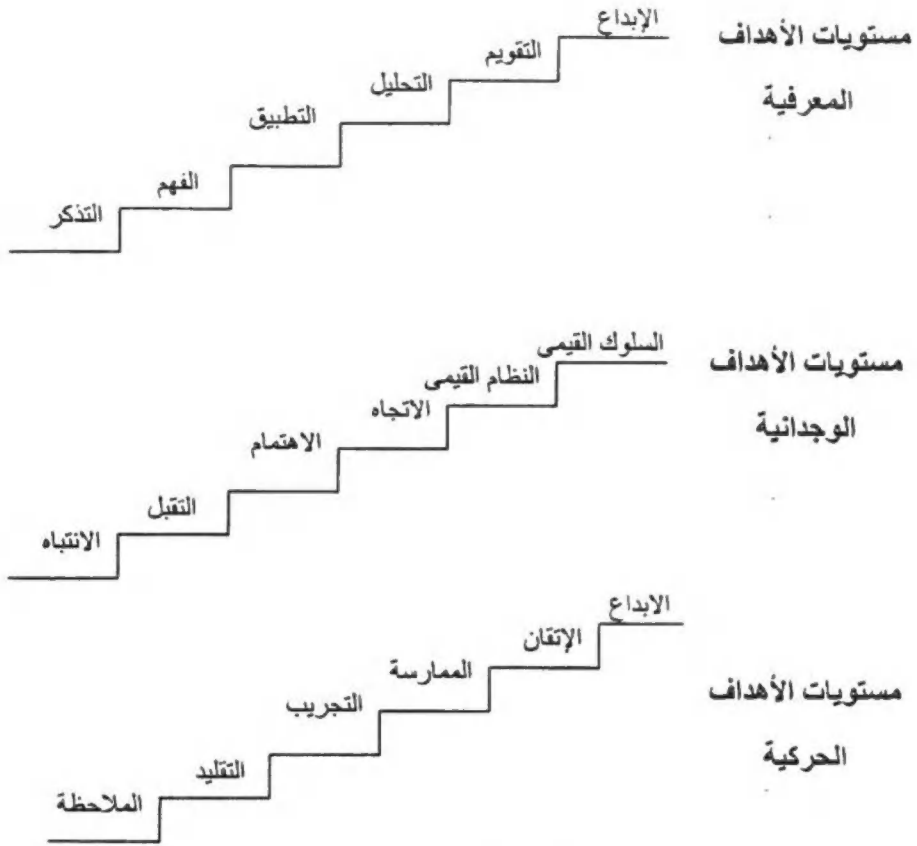 مستويات الأهداف
المعرفية
الإبداع
التقويم
التحليل
التطبيق
الفهم
التذكر
مستويات الأهداف
الوجدانية
السلوك القيمى
النظام القيمى
الاتجاه
الاهتمام
التقبل
الانتباه
مستويات الأهداف
الحركية
الابداع
الإتقان
الممارسة
التجريب
التقليد
الملاحظة